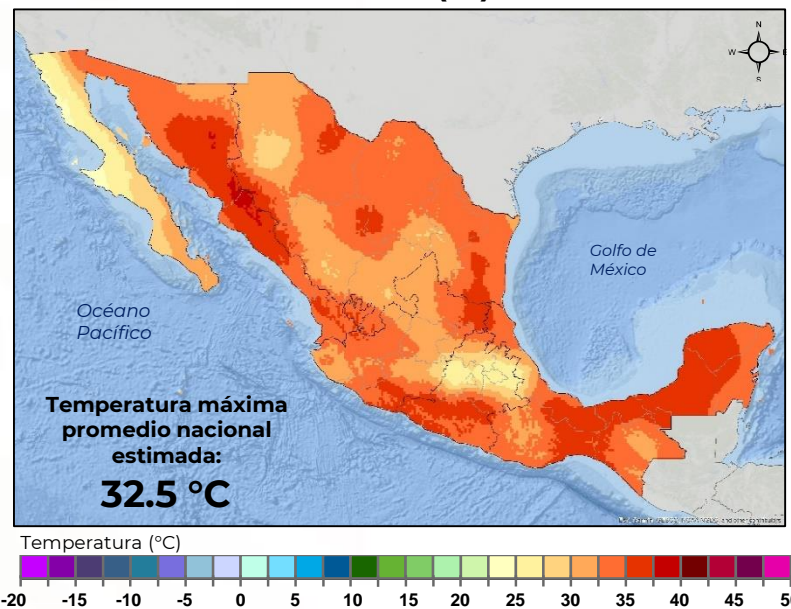 N
W
E
S
Golfo de
México
Océano
Pacífico
Temperatura máxima
promedio nacional
estimada:
32.5 °C
Temperatura (°C)
-20 -15 -10 -5 0 5 10 15 20 25 30 35 40 45 50